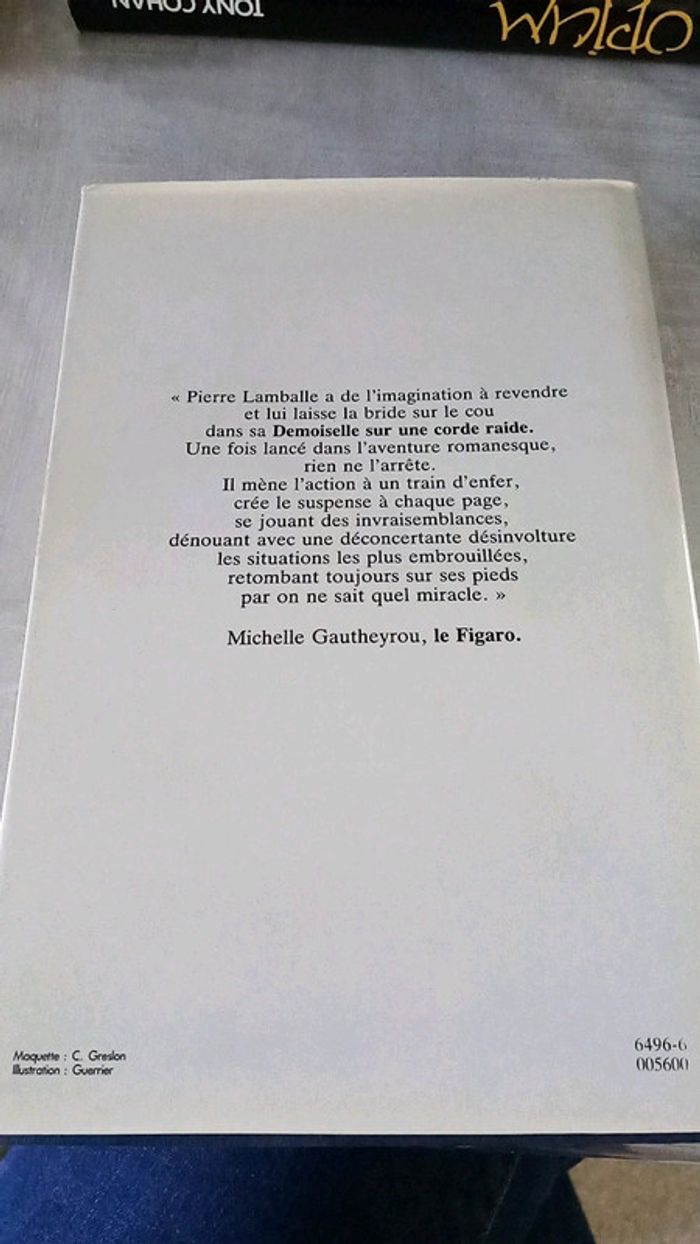 TONY COHAN
OPIUM
« Pierre Lamballe a de l'imagination à revendre
et lui laisse la bride sur le cou
dans sa Demoiselle sur une corde raide.
Une fois lancé dans l'aventure romanesque,
rien ne l'arrête.
Il mène l'action à un train d'enfer,
crée le suspense à chaque page,
se jouant des invraisemblances,
dénouant avec une déconcertante désinvolture
les situations les plus embrouillées,
retombant toujours sur ses pieds
par on ne sait quel miracle. »
Michelle Gautheyrou, le Figaro.
Maquette : C. Greslon
Illustration : Guerrier
6496-6
005600